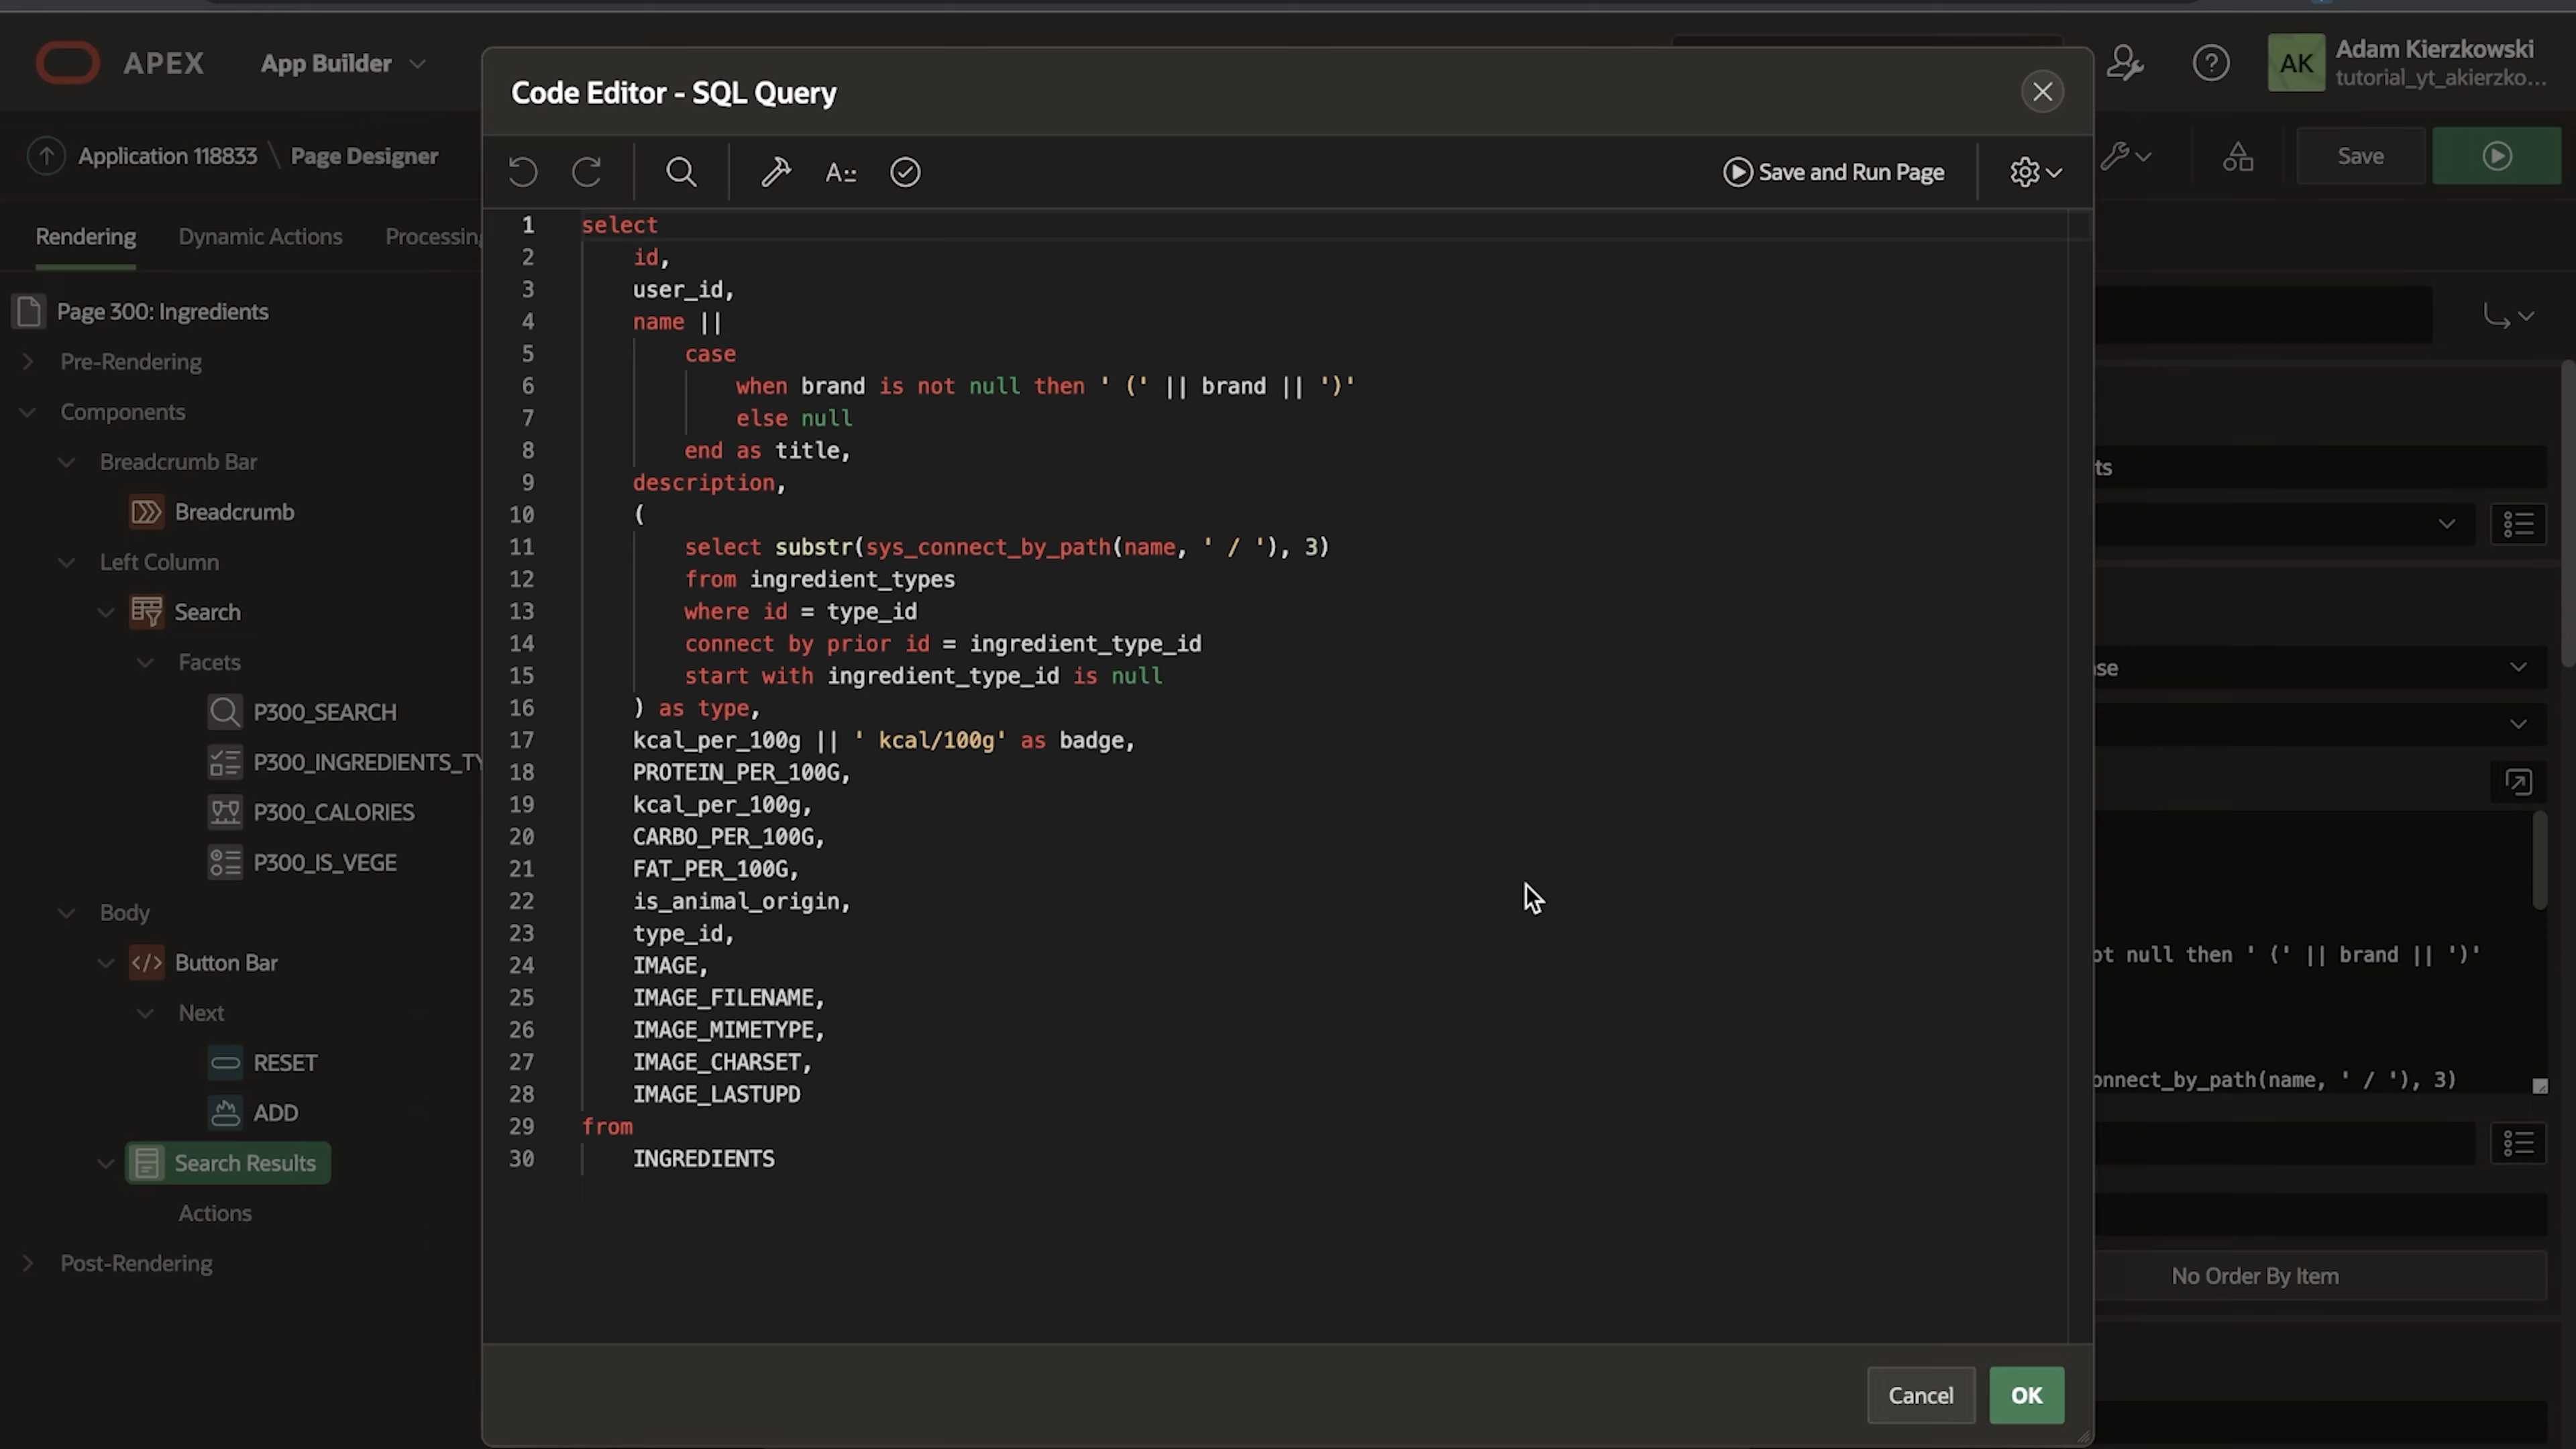 APEX
App Builder
Adam Kierzkowski
AK
tutorial_yt_akierzko...
Application 118833 \ Page Designer
Save
Rendering
Dynamic Actions
Processing
Page 300: Ingredients
Pre-Rendering
Components
Breadcrumb Bar
Breadcrumb
Left Column
Search
Facets
P300_SEARCH
P300_INGREDIENTS_TY
P300_CALORIES
P300_IS_VEGE
Body
Button Bar
Next
RESET
ADD
Search Results
Actions
Post-Rendering
Code Editor - SQL Query
A::
Save and Run Page
1 select
2     id,
3     user_id,
4     name ||
5         case
6             when brand is not null then ' (' || brand || ')'
7             else null
8         end as title,
9     description,
10     (
11         select substr(sys_connect_by_path(name, ' / '), 3)
12         from ingredient_types
13         where id = type_id
14         connect by prior id = ingredient_type_id
15         start with ingredient_type_id is null
16     ) as type,
17     kcal_per_100g || ' kcal/100g' as badge,
18     PROTEIN_PER_100G,
19     kcal_per_100g,
20     CARBO_PER_100G,
21     FAT_PER_100G,
22     is_animal_origin,
23     type_id,
24     IMAGE,
25     IMAGE_FILENAME,
26     IMAGE_MIMETYPE,
27     IMAGE_CHARSET,
28     IMAGE_LASTUPD
29 from
30     INGREDIENTS
Cancel
OK
ts
se
ot null then ' (' || brand || ')'
onnect_by_path(name, ' / '), 3)
No Order By Item